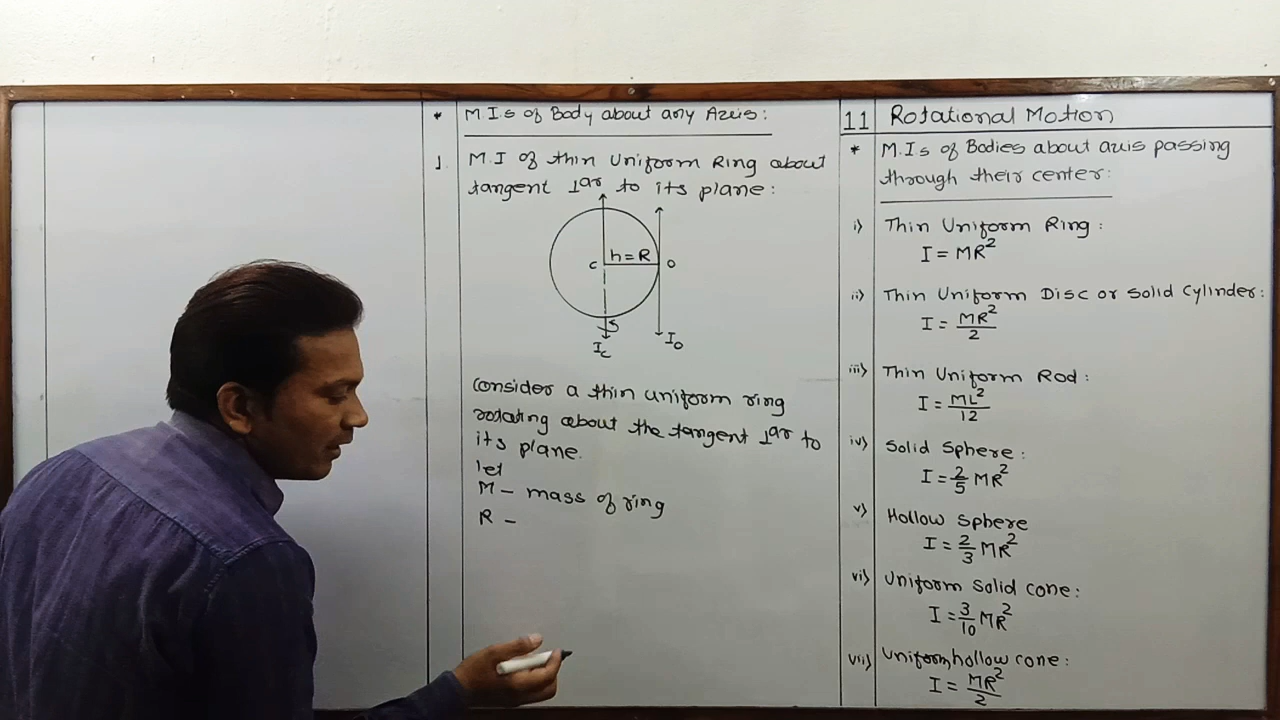 * M I s of Body about any Axis:
1. M.I of thin Uniform Ring about
tangent ⊥ar to its plane:
h=R
C
O
Ic
Io
Consider a thin uniform ring
rotating about the tangent ⊥ar to
its plane.
let
M – mass of ring
R –
11 Rotational Motion
* M.I s of Bodies about axis passing
through their center:
i) Thin Uniform Ring:
I = MR²
ii) Thin Uniform Disc or Solid Cylinder:
I = MR²/2
iii) Thin Uniform Rod:
I = ML²/12
iv) Solid Sphere:
I = 2/5 MR²
v) Hollow Sphere
I = 2/3 MR²
vi) Uniform Solid cone:
I = 3/10 MR²
vii) Uniform hollow cone:
I = MR²/2